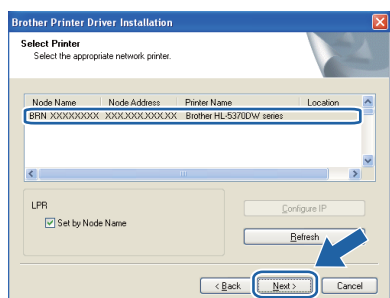 Brother Printer Driver Installation
Select Printer
Select the appropriate network printer.
Node Name Node Address Printer Name Location
BRN XXXXXXXX XXX.XXX.XXX.XX Brother HL-5370DW series
LPR
Set by Node Name
Configure IP
Refresh
< Back Next > Cancel